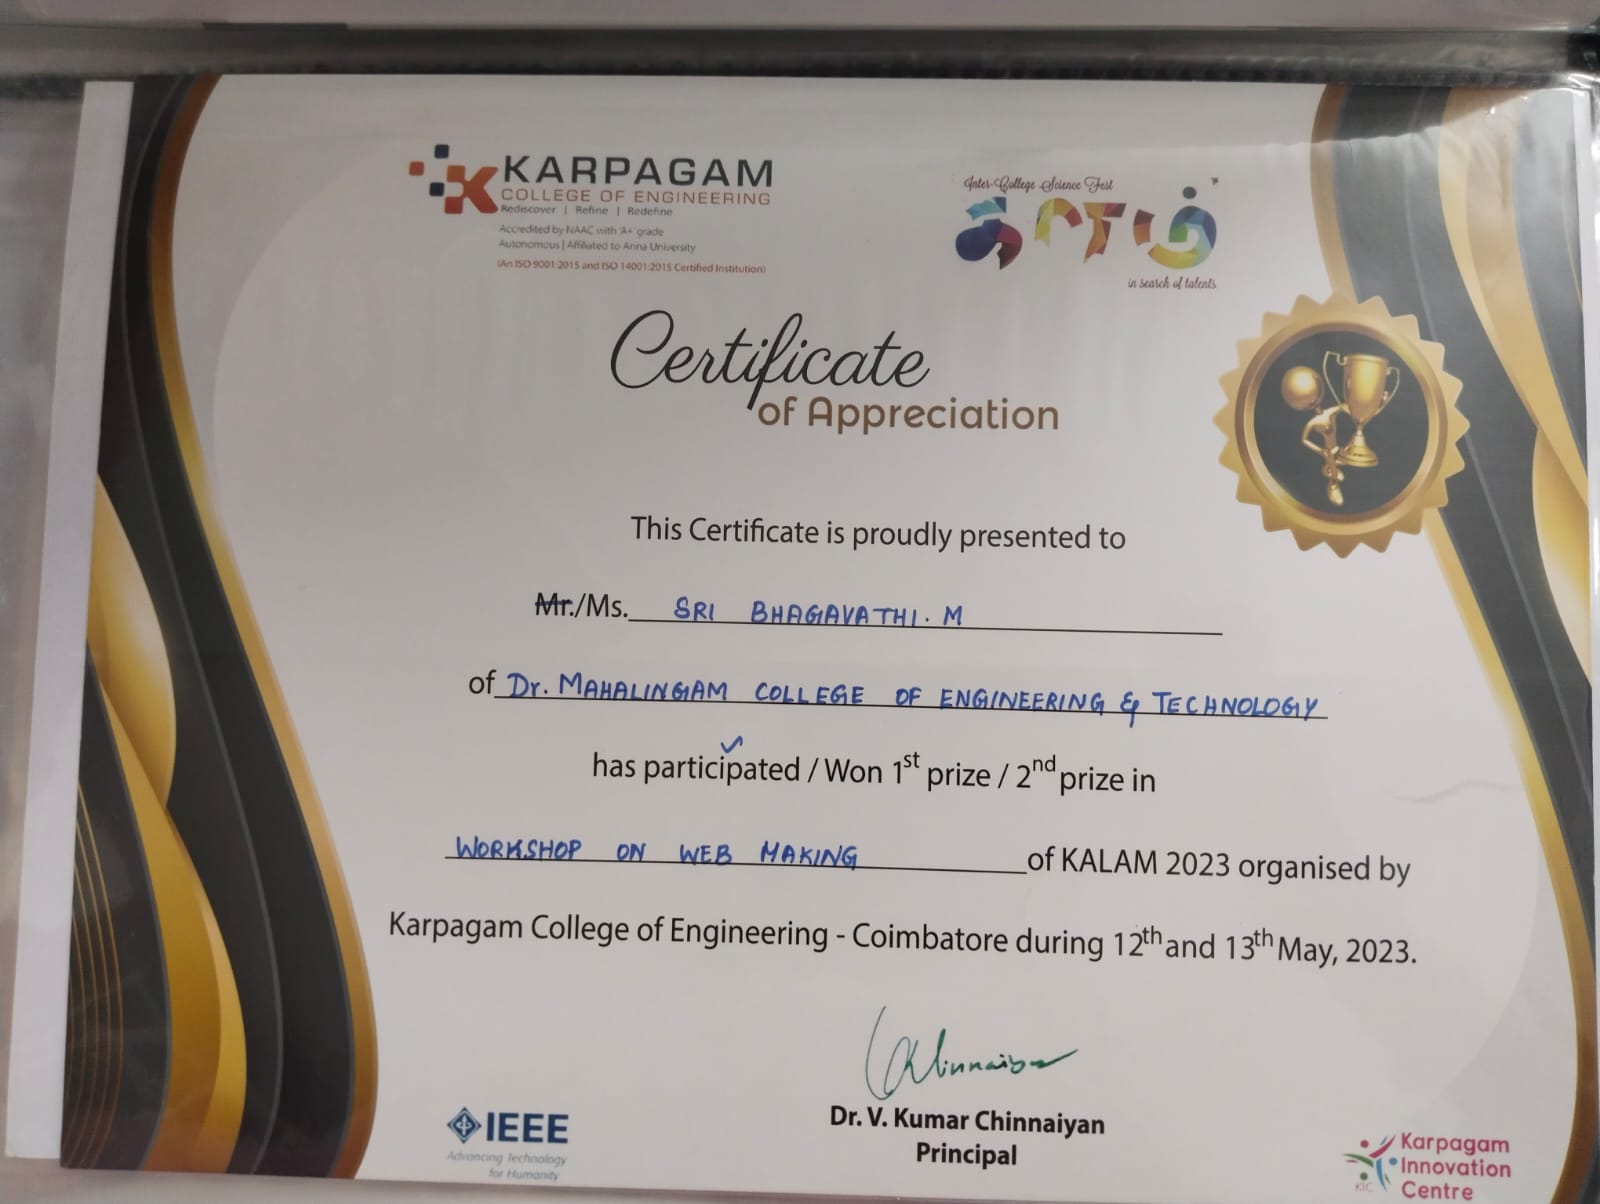 KARPAGAM
COLLEGE OF ENGINEERING
Rediscover | Refine | Redefine
Accredited by NAAC with 'A+' grade
Autonomous | Affiliated to Anna University
(An ISO 9001:2015 and ISO 14001:2015 Certified Institution)
Inter-College Science Fest
கலாம்
in search of talents
Certificate
of Appreciation
This Certificate is proudly presented to
Mr./Ms. SRI BHAGAVATHI. M
of Dr. MAHALINGAM COLLEGE OF ENGINEERING & TECHNOLOGY
has participated / Won 1st prize / 2nd prize in
WORKSHOP ON WEB MAKING of KALAM 2023 organised by
Karpagam College of Engineering - Coimbatore during 12th and 13th May, 2023.
Dr. V. Kumar Chinnaiyan
Principal
IEEE
Advancing Technology
for Humanity
KIC
Karpagam
Innovation
Centre